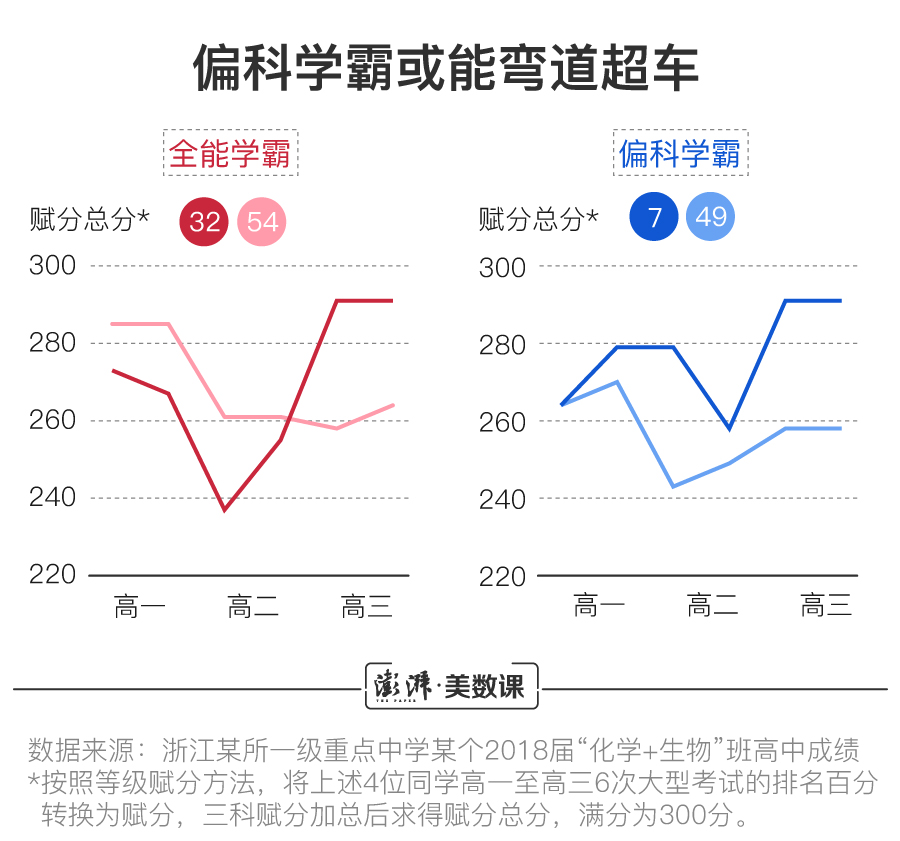 偏科学霸或能弯道超车
全能学霸
赋分总分*
32
54
300
280
260
240
220
高一
高二
高三
偏科学霸
赋分总分*
7
49
300
280
260
240
220
高一
高二
高三
澎湃·美数课
THE PAPER
数据来源：浙江某所一级重点中学某个2018届“化学+生物”班高中成绩
*按照等级赋分方法，将上述4位同学高一至高三6次大型考试的排名百分
转换为赋分，三科赋分加总后求得赋分总分，满分为300分。